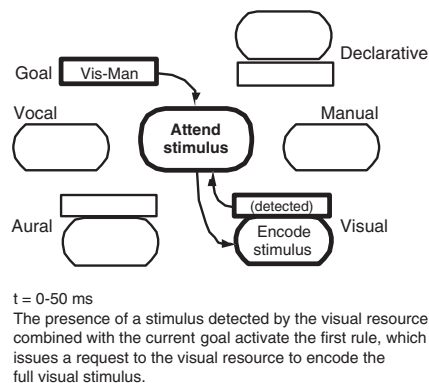 Declarative
Goal Vis-Man
Vocal
Attend
stimulus
Manual
Aural
(detected)
Encode
stimulus
Visual
t = 0-50 ms
The presence of a stimulus detected by the visual resource
combined with the current goal activate the first rule, which
issues a request to the visual resource to encode the
full visual stimulus.